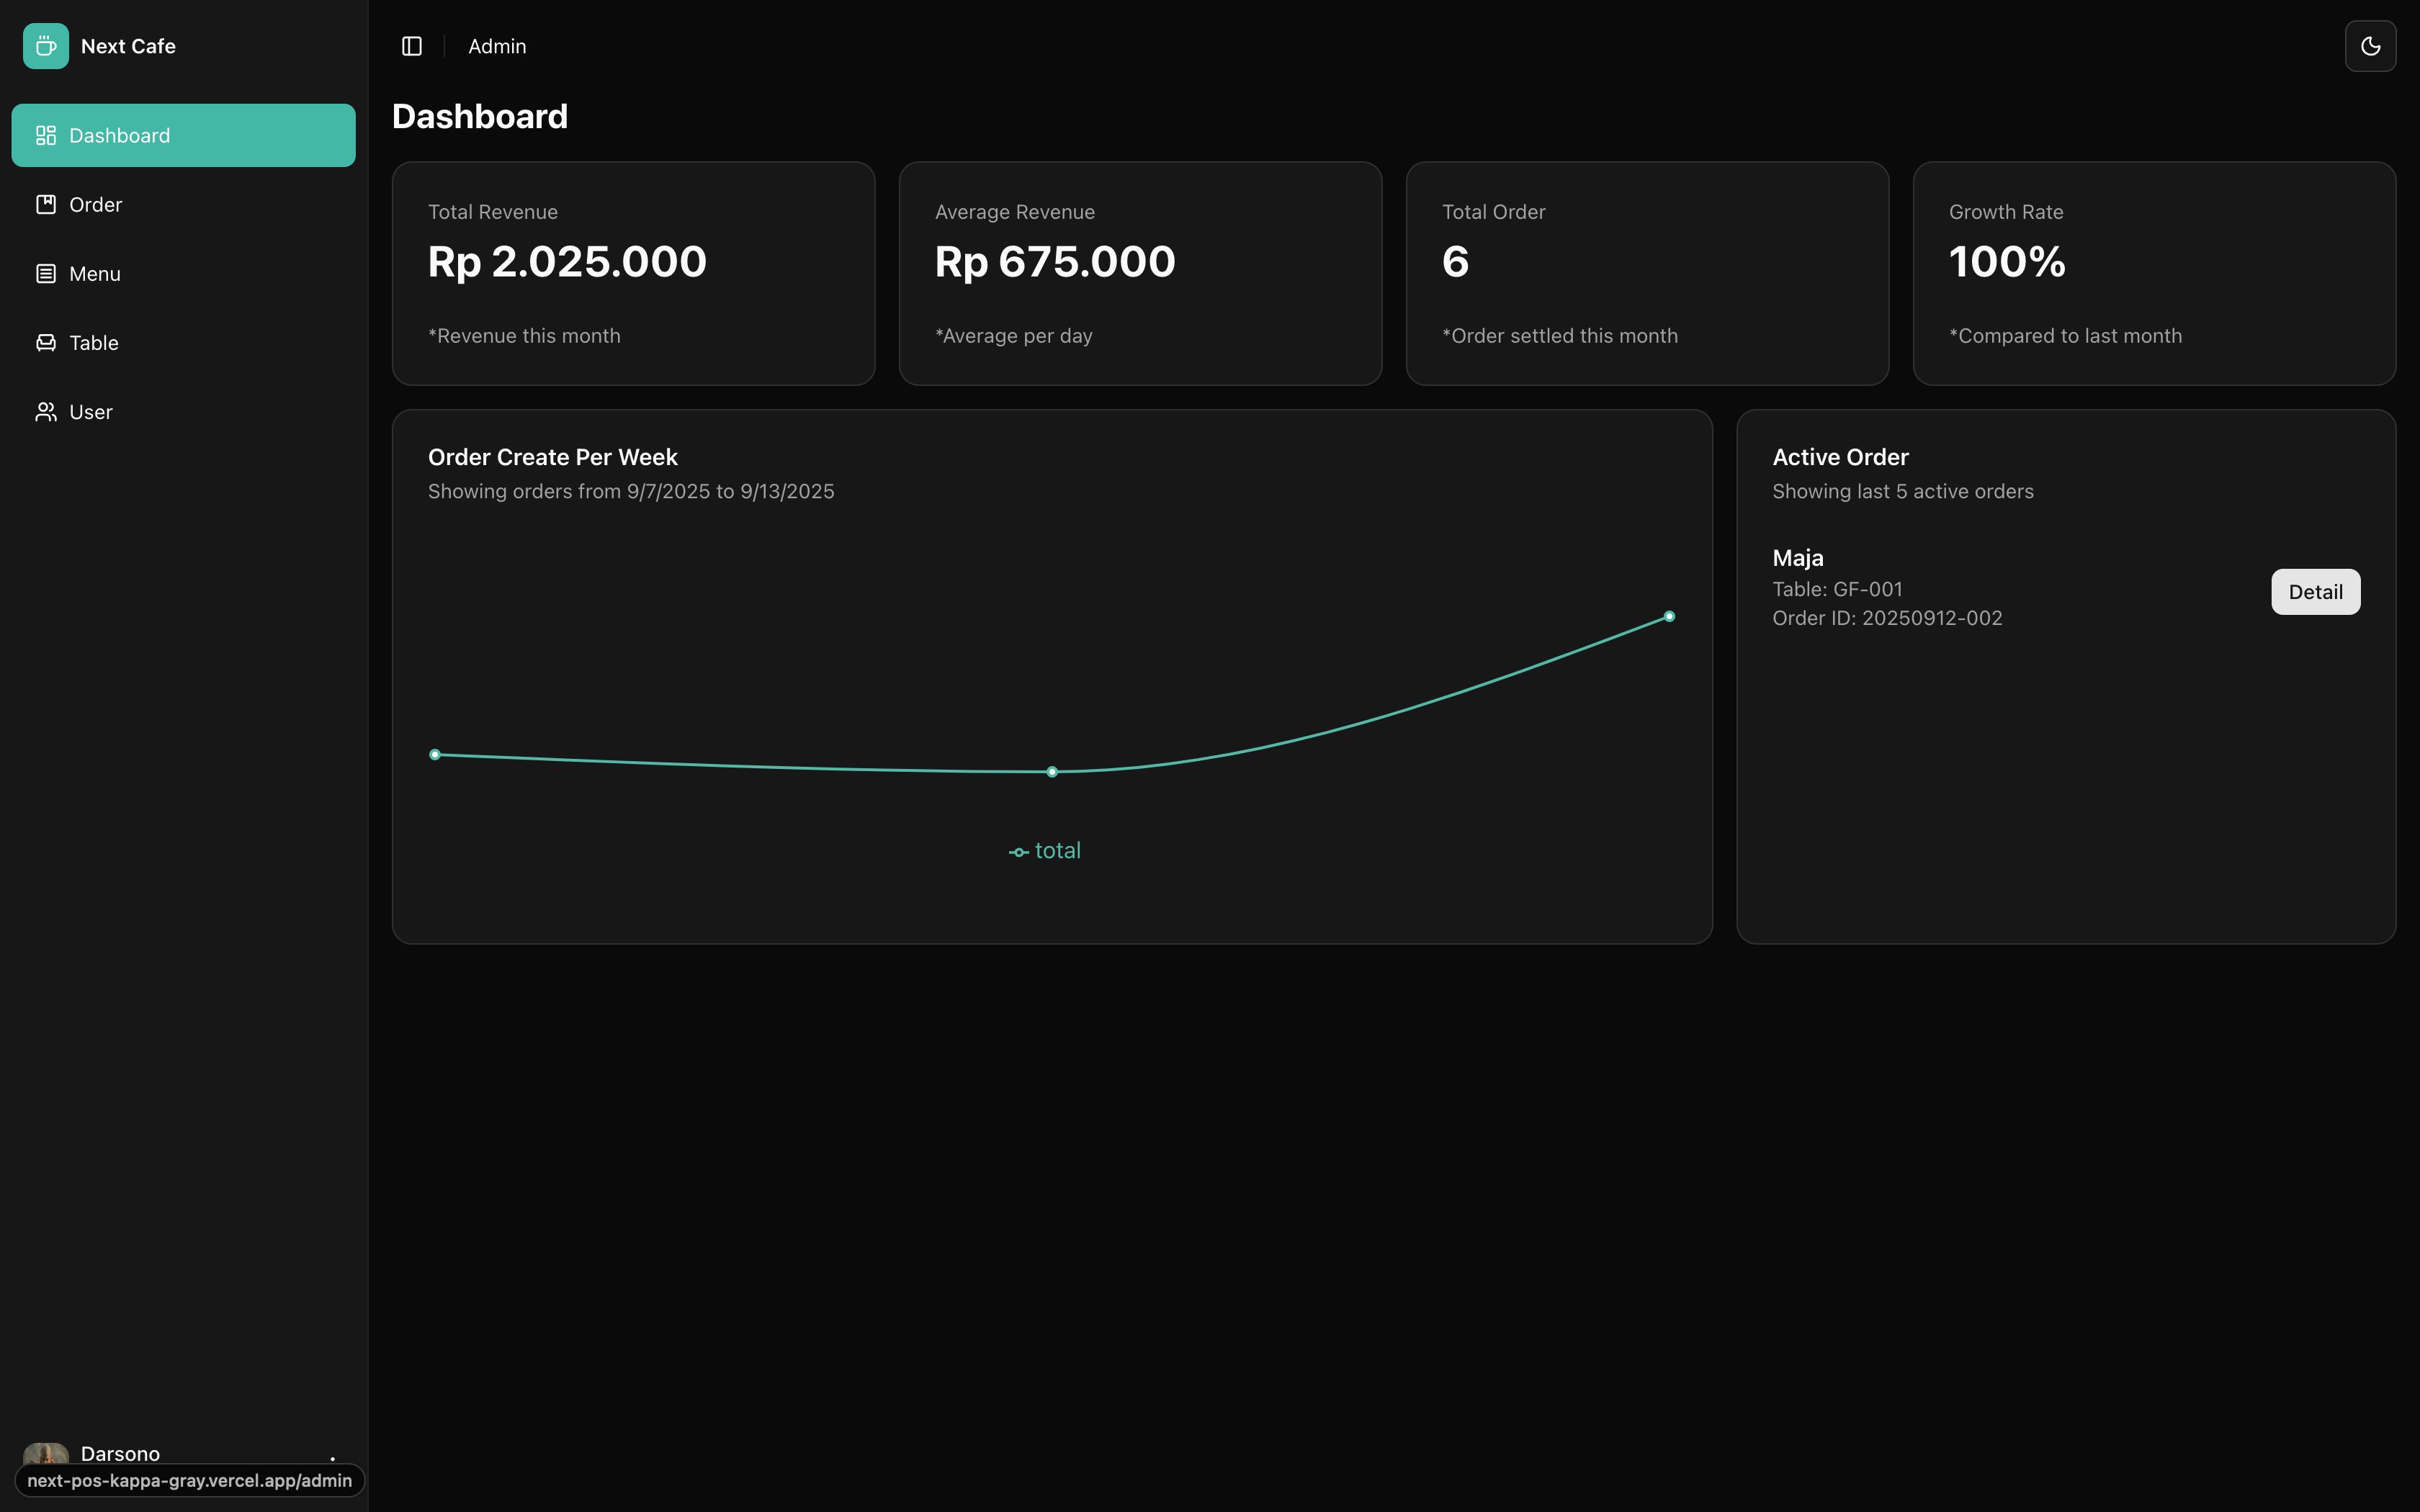 Next Cafe
Dashboard
Order
Menu
Table
User
Darsono
next-pos-kappa-gray.vercel.app/admin
Admin
Dashboard
Total Revenue
Rp 2.025.000
*Revenue this month
Average Revenue
Rp 675.000
*Average per day
Total Order
6
*Order settled this month
Growth Rate
100%
*Compared to last month
Order Create Per Week
Showing orders from 9/7/2025 to 9/13/2025
total
Active Order
Showing last 5 active orders
Maja
Table: GF-001
Order ID: 20250912-002
Detail